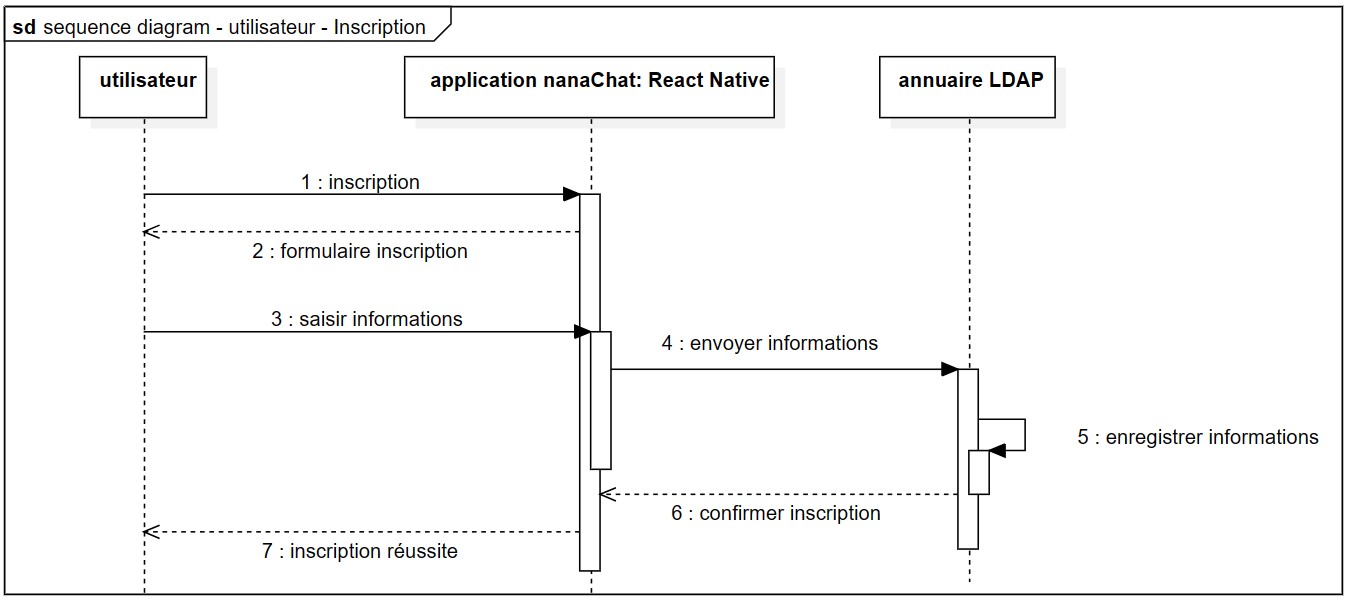 sd sequence diagram - utilisateur - Inscription
utilisateur
application nanaChat: React Native
annuaire LDAP
1 : inscription
2 : formulaire inscription
3 : saisir informations
4 : envoyer informations
5 : enregistrer informations
6 : confirmer inscription
7 : inscription réussite